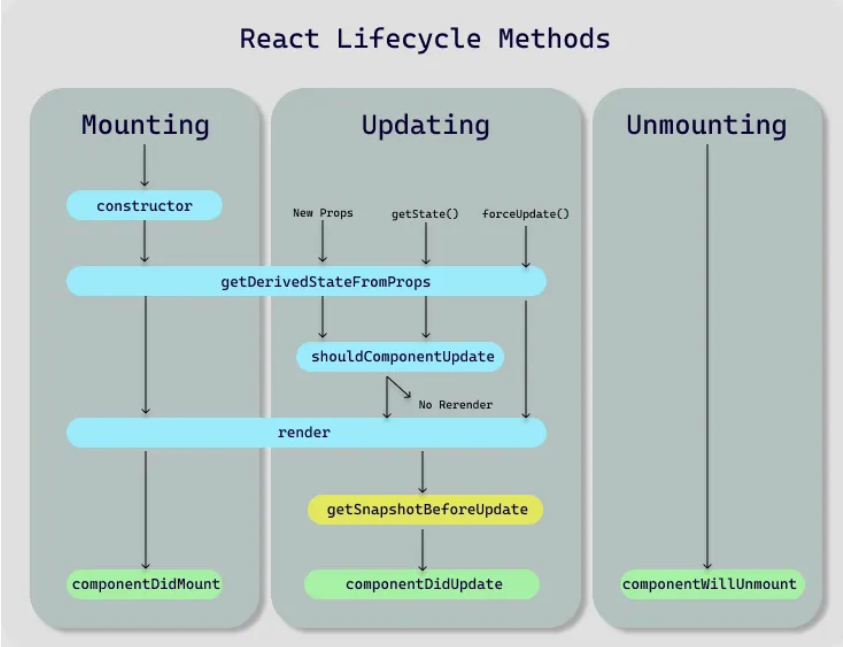 React Lifecycle Methods
Mounting
Updating
Unmounting
constructor
New Props
getState()
forceUpdate()
getDerivedStateFromProps
shouldComponentUpdate
No Rerender
render
getSnapshotBeforeUpdate
componentDidMount
componentDidUpdate
componentWillUnmount